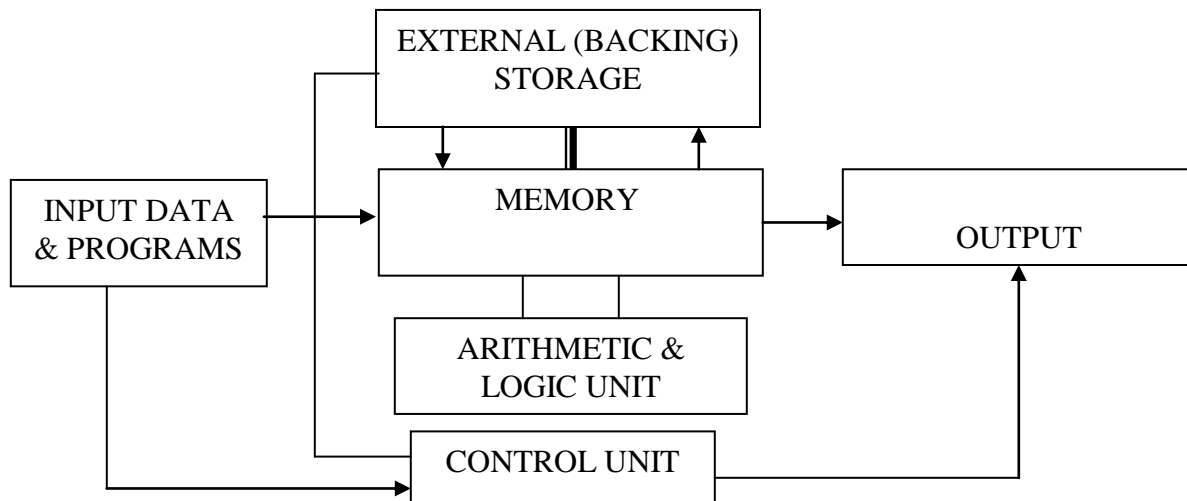 EXTERNAL (BACKING)
STORAGE
INPUT DATA
& PROGRAMS
MEMORY
OUTPUT
ARITHMETIC &
LOGIC UNIT
CONTROL UNIT